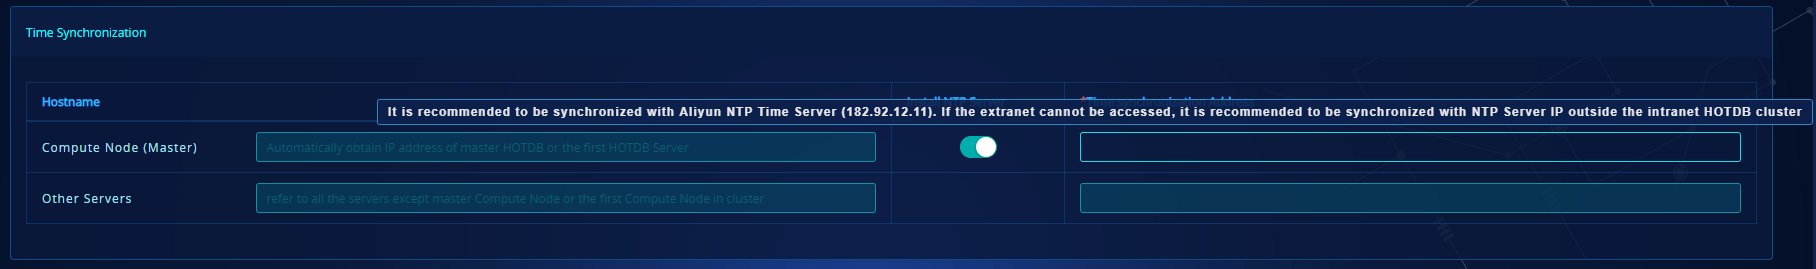 Time Synchronization
Hostname
It is recommended to be synchronized with Aliyun NTP Time Server (182.92.12.11). If the extranet cannot be accessed, it is recommended to be synchronized with NTP Server IP outside the intranet HOTDB cluster
Compute Node (Master) Automatically obtain IP address of master HOTDB or the first HOTDB Server
Other Servers refer to all the servers except master Compute Node or the first Compute Node in cluster